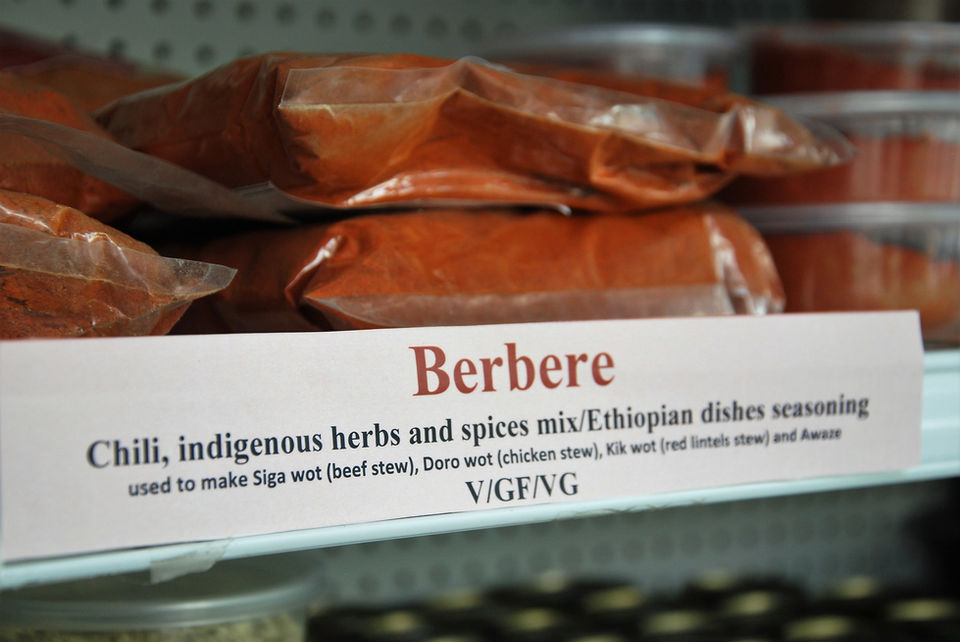 Berbere
Chili, indigenous herbs and spices mix/Ethiopian dishes seasoning
used to make Siga wot (beef stew), Doro wot (chicken stew), Kik wot (red lintels stew) and Awaze
V/GF/VG